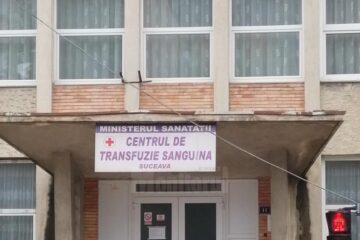 MINISTERUL SANATATII
CENTRUL DE
TRANSFUZIE SANGUINA
SUCEAVA